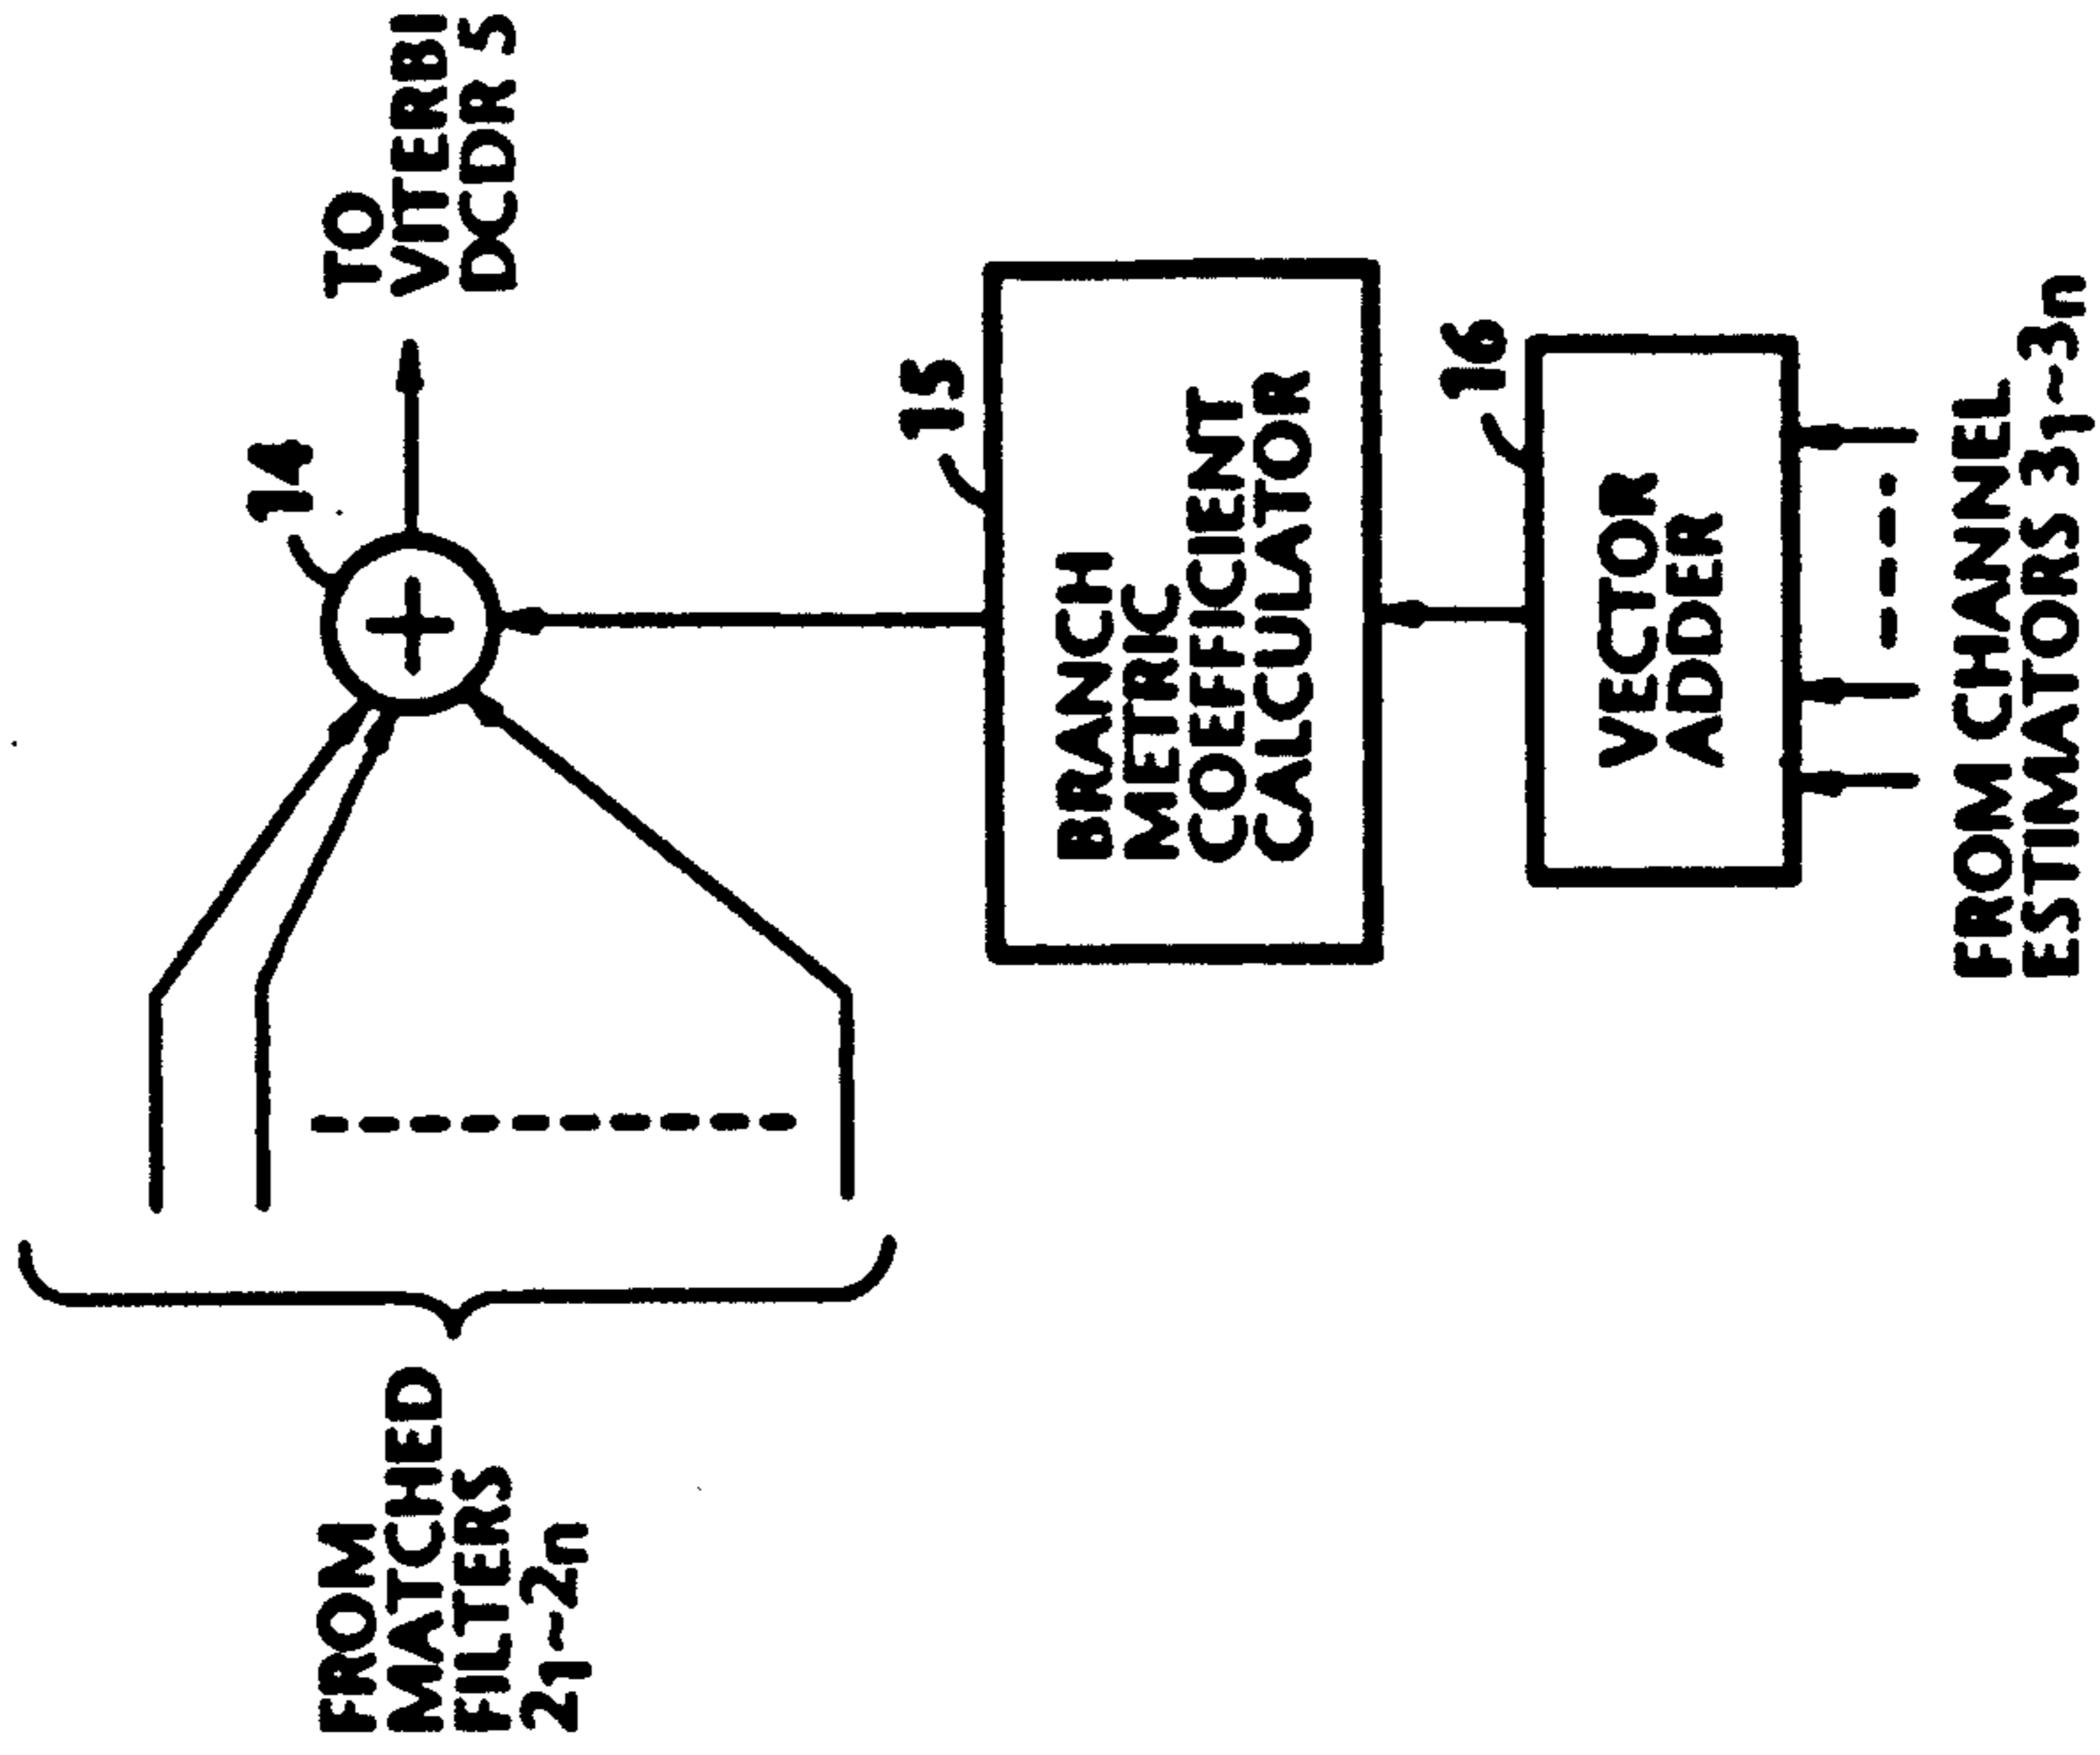 FROM
MATCHED
FILTERS
21~2n
14
TO
VITERBI
DCDR 5
15
BRANCH
METRIC
COEFFICIENT
CALCULATOR
16
VECTOR
ADDER
FROM CHANNEL
ESTIMATORS 31~3n